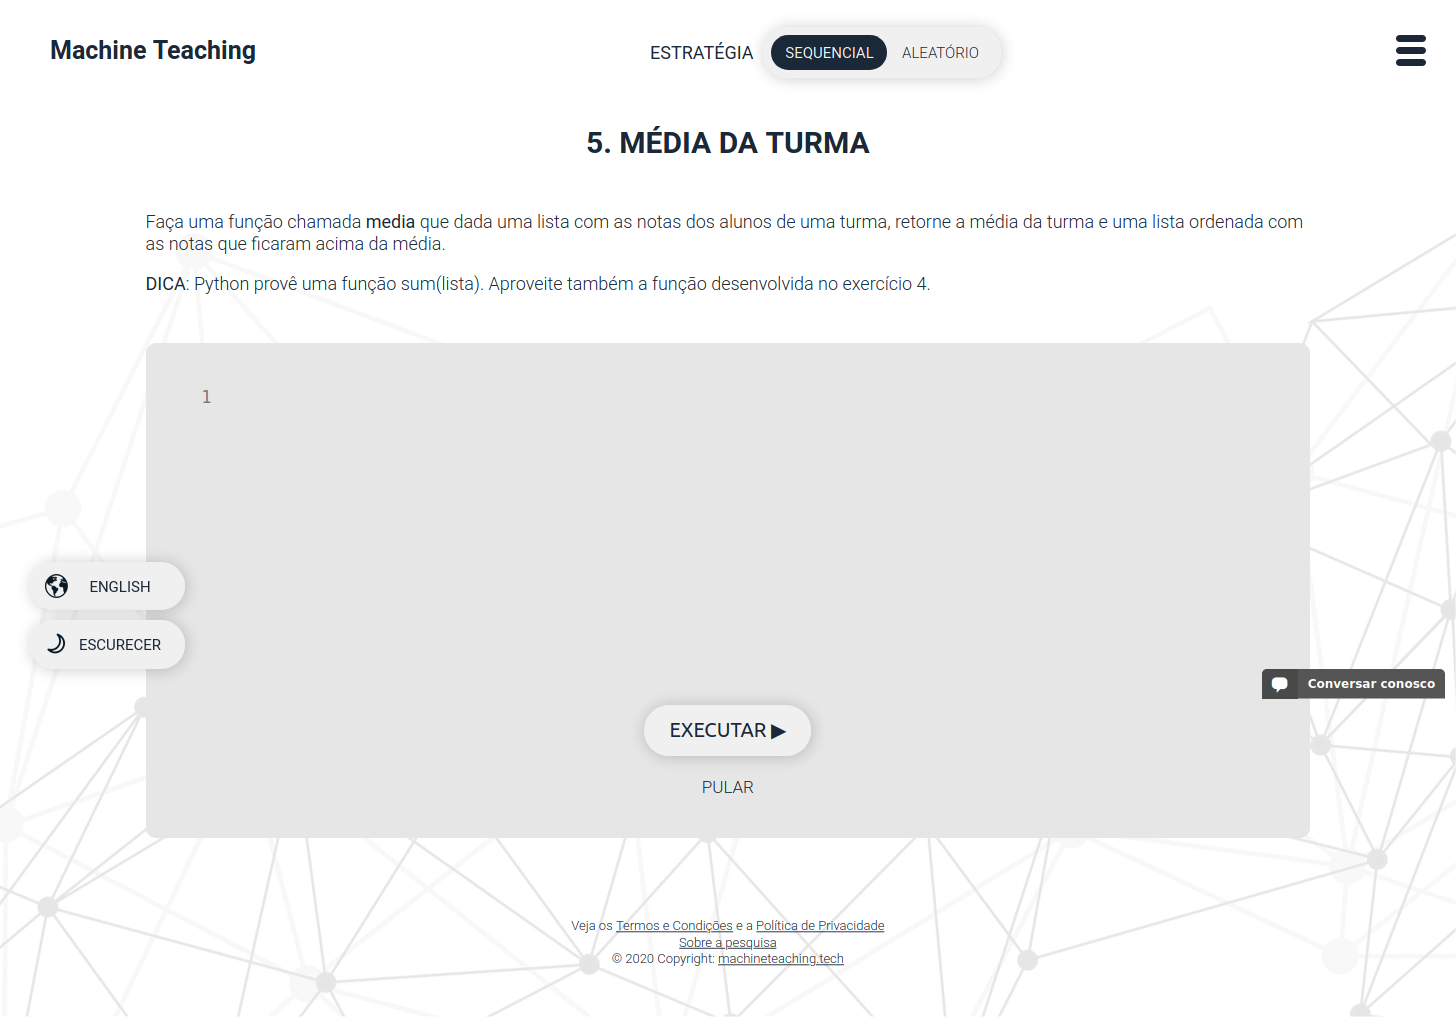 Machine Teaching
ESTRATÉGIA SEQUENCIAL ALEATÓRIO
5. MÉDIA DA TURMA
Faça uma função chamada media que dada uma lista com as notas dos alunos de uma turma, retorne a média da turma e uma lista ordenada com
as notas que ficaram acima da média.
DICA: Python provê uma função sum(lista). Aproveite também a função desenvolvida no exercício 4.
1
ENGLISH
ESCURECER
Conversar conosco
EXECUTAR ▶
PULAR
Veja os Termos e Condições e a Política de Privacidade
Sobre a pesquisa
© 2020 Copyright: machineteaching.tech